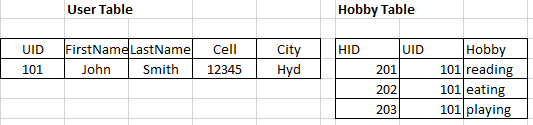 User Table Hobby Table
UID FirstName LastName Cell City HID UID Hobby
101 John Smith 12345 Hyd 201 101 reading
202 101 eating
203 101 playing